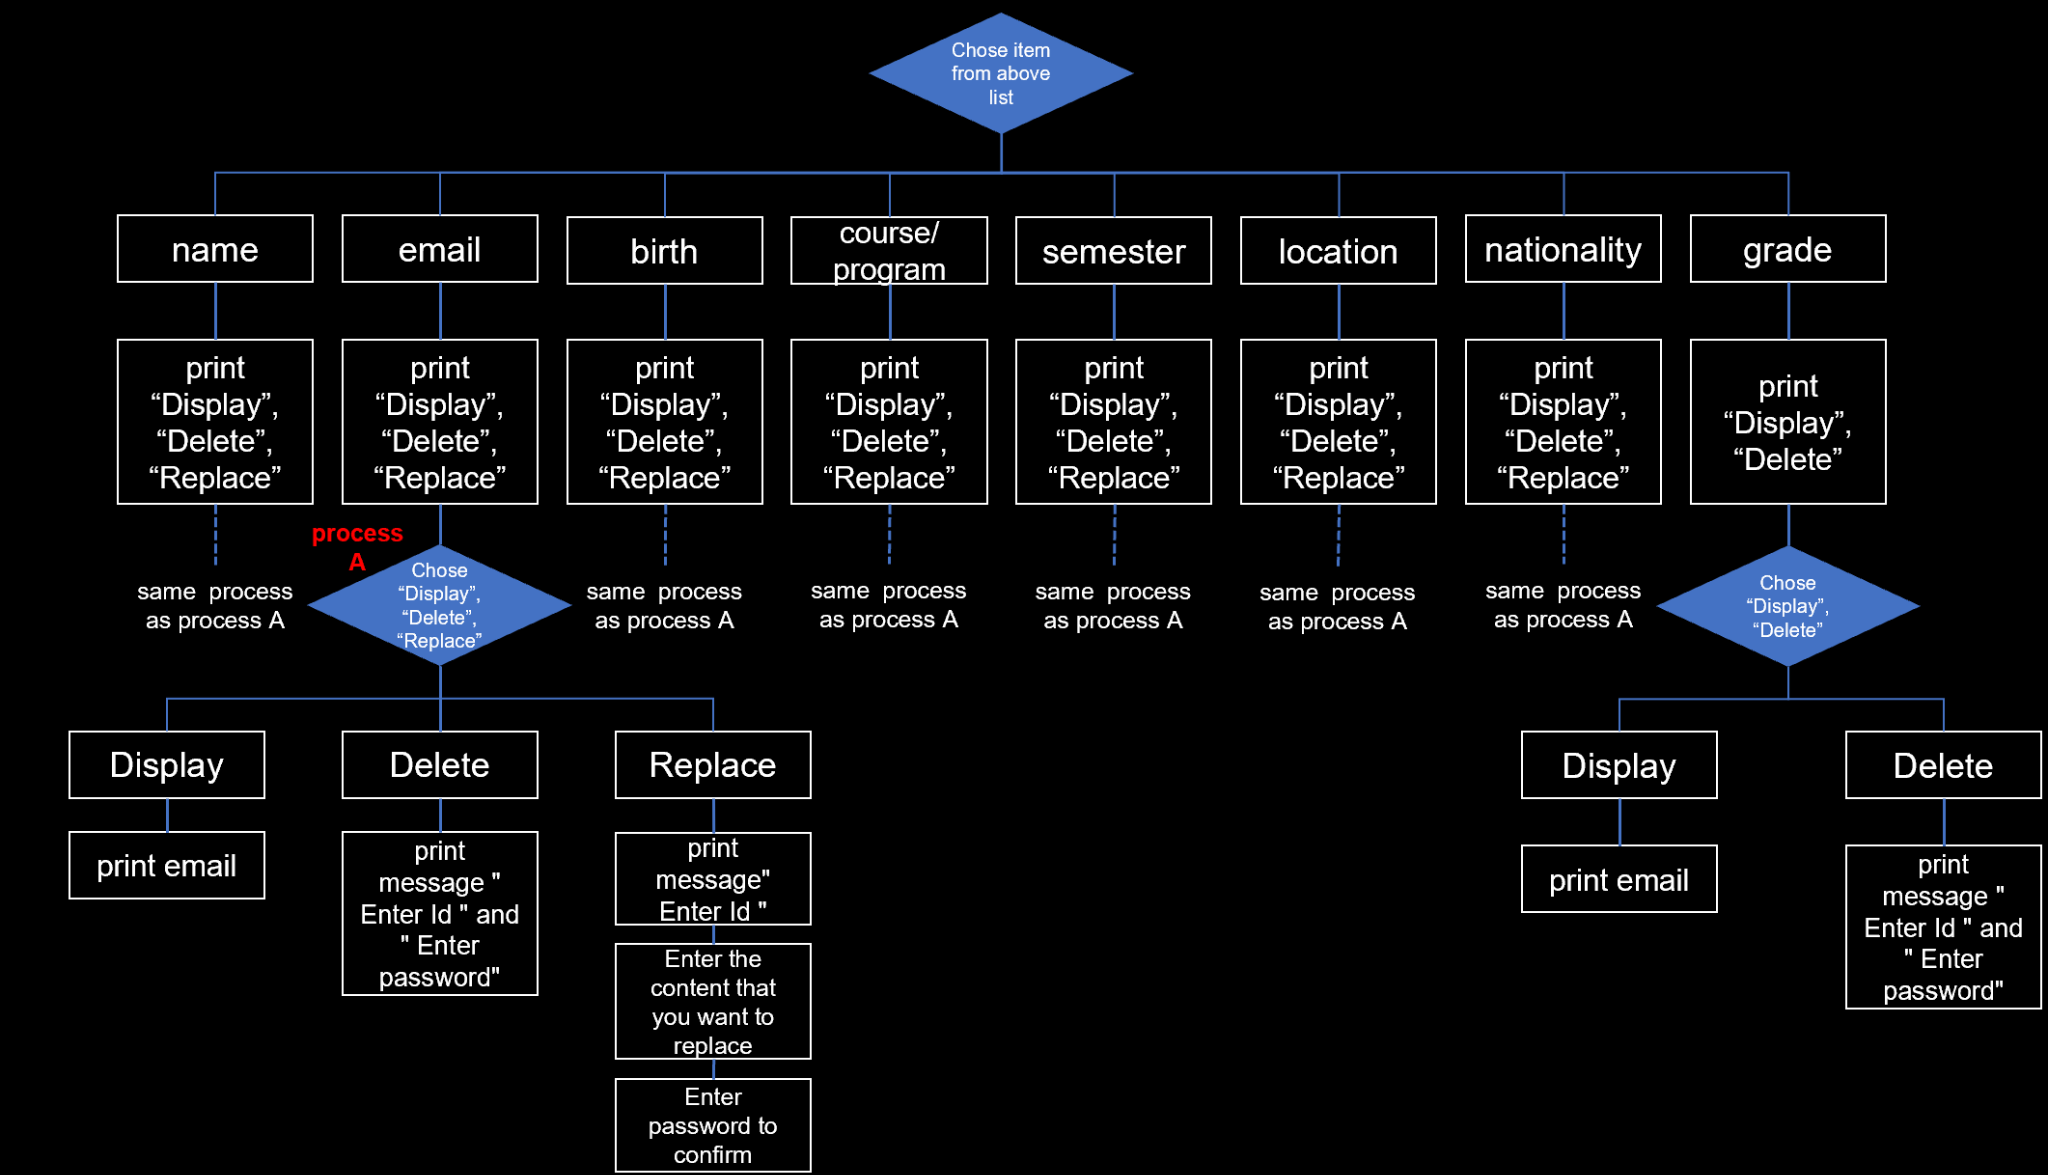 Chose item
from above
list
name
email
birth
course/
program
semester
location
nationality
grade
print
“Display”,
“Delete”,
“Replace”
print
“Display”,
“Delete”,
“Replace”
print
“Display”,
“Delete”,
“Replace”
print
“Display”,
“Delete”,
“Replace”
print
“Display”,
“Delete”,
“Replace”
print
“Display”,
“Delete”,
“Replace”
print
“Display”,
“Delete”,
“Replace”
print
“Display”,
“Delete”
same process
as process A
process
A
Chose
“Display”,
“Delete”,
“Replace”
same process
as process A
same process
as process A
same process
as process A
same process
as process A
same process
as process A
Chose
“Display”,
“Delete”
Display
Delete
Replace
Display
Delete
print email
print
message "
Enter Id " and
" Enter
password"
print
message"
Enter Id "
Enter the
content that
you want to
replace
Enter
password to
confirm
print email
print
message "
Enter Id " and
" Enter
password"